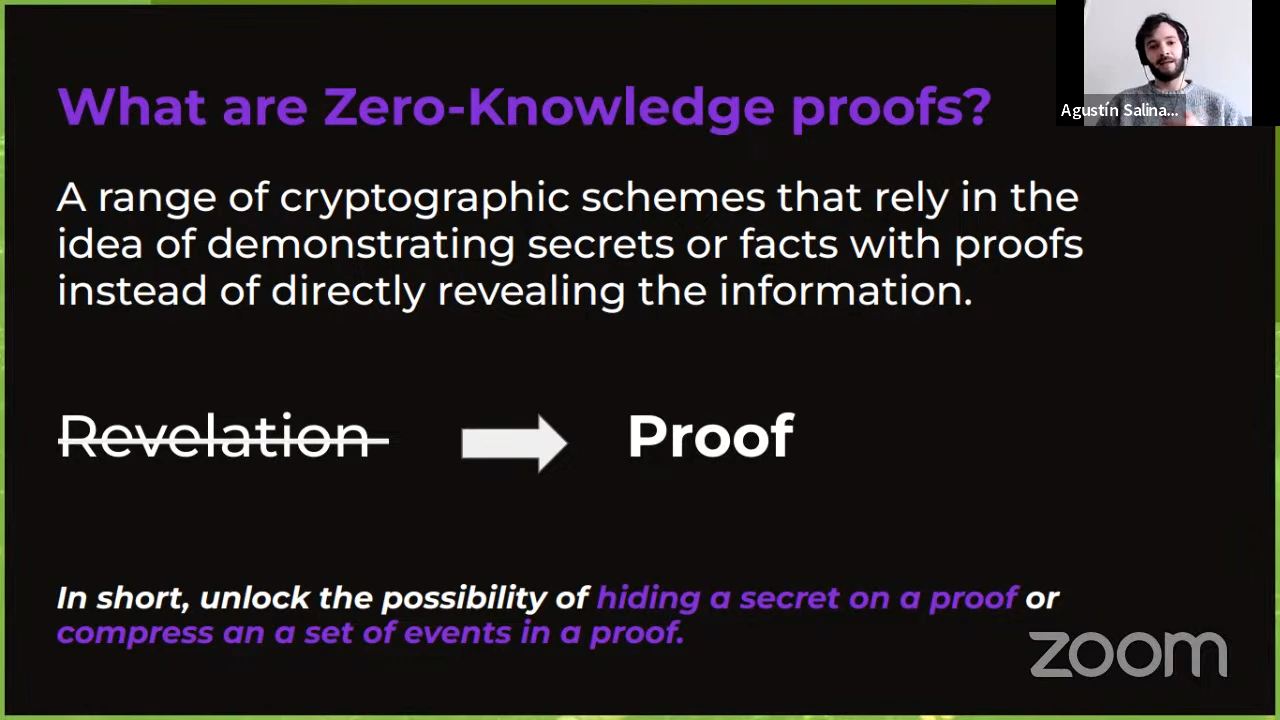 What are Zero-Knowledge proofs?
Agustín Salina...
A range of cryptographic schemes that rely in the
idea of demonstrating secrets or facts with proofs
instead of directly revealing the information.
Revelation
Proof
In short, unlock the possibility of hiding a secret on a proof or
compress an a set of events in a proof.
zoom